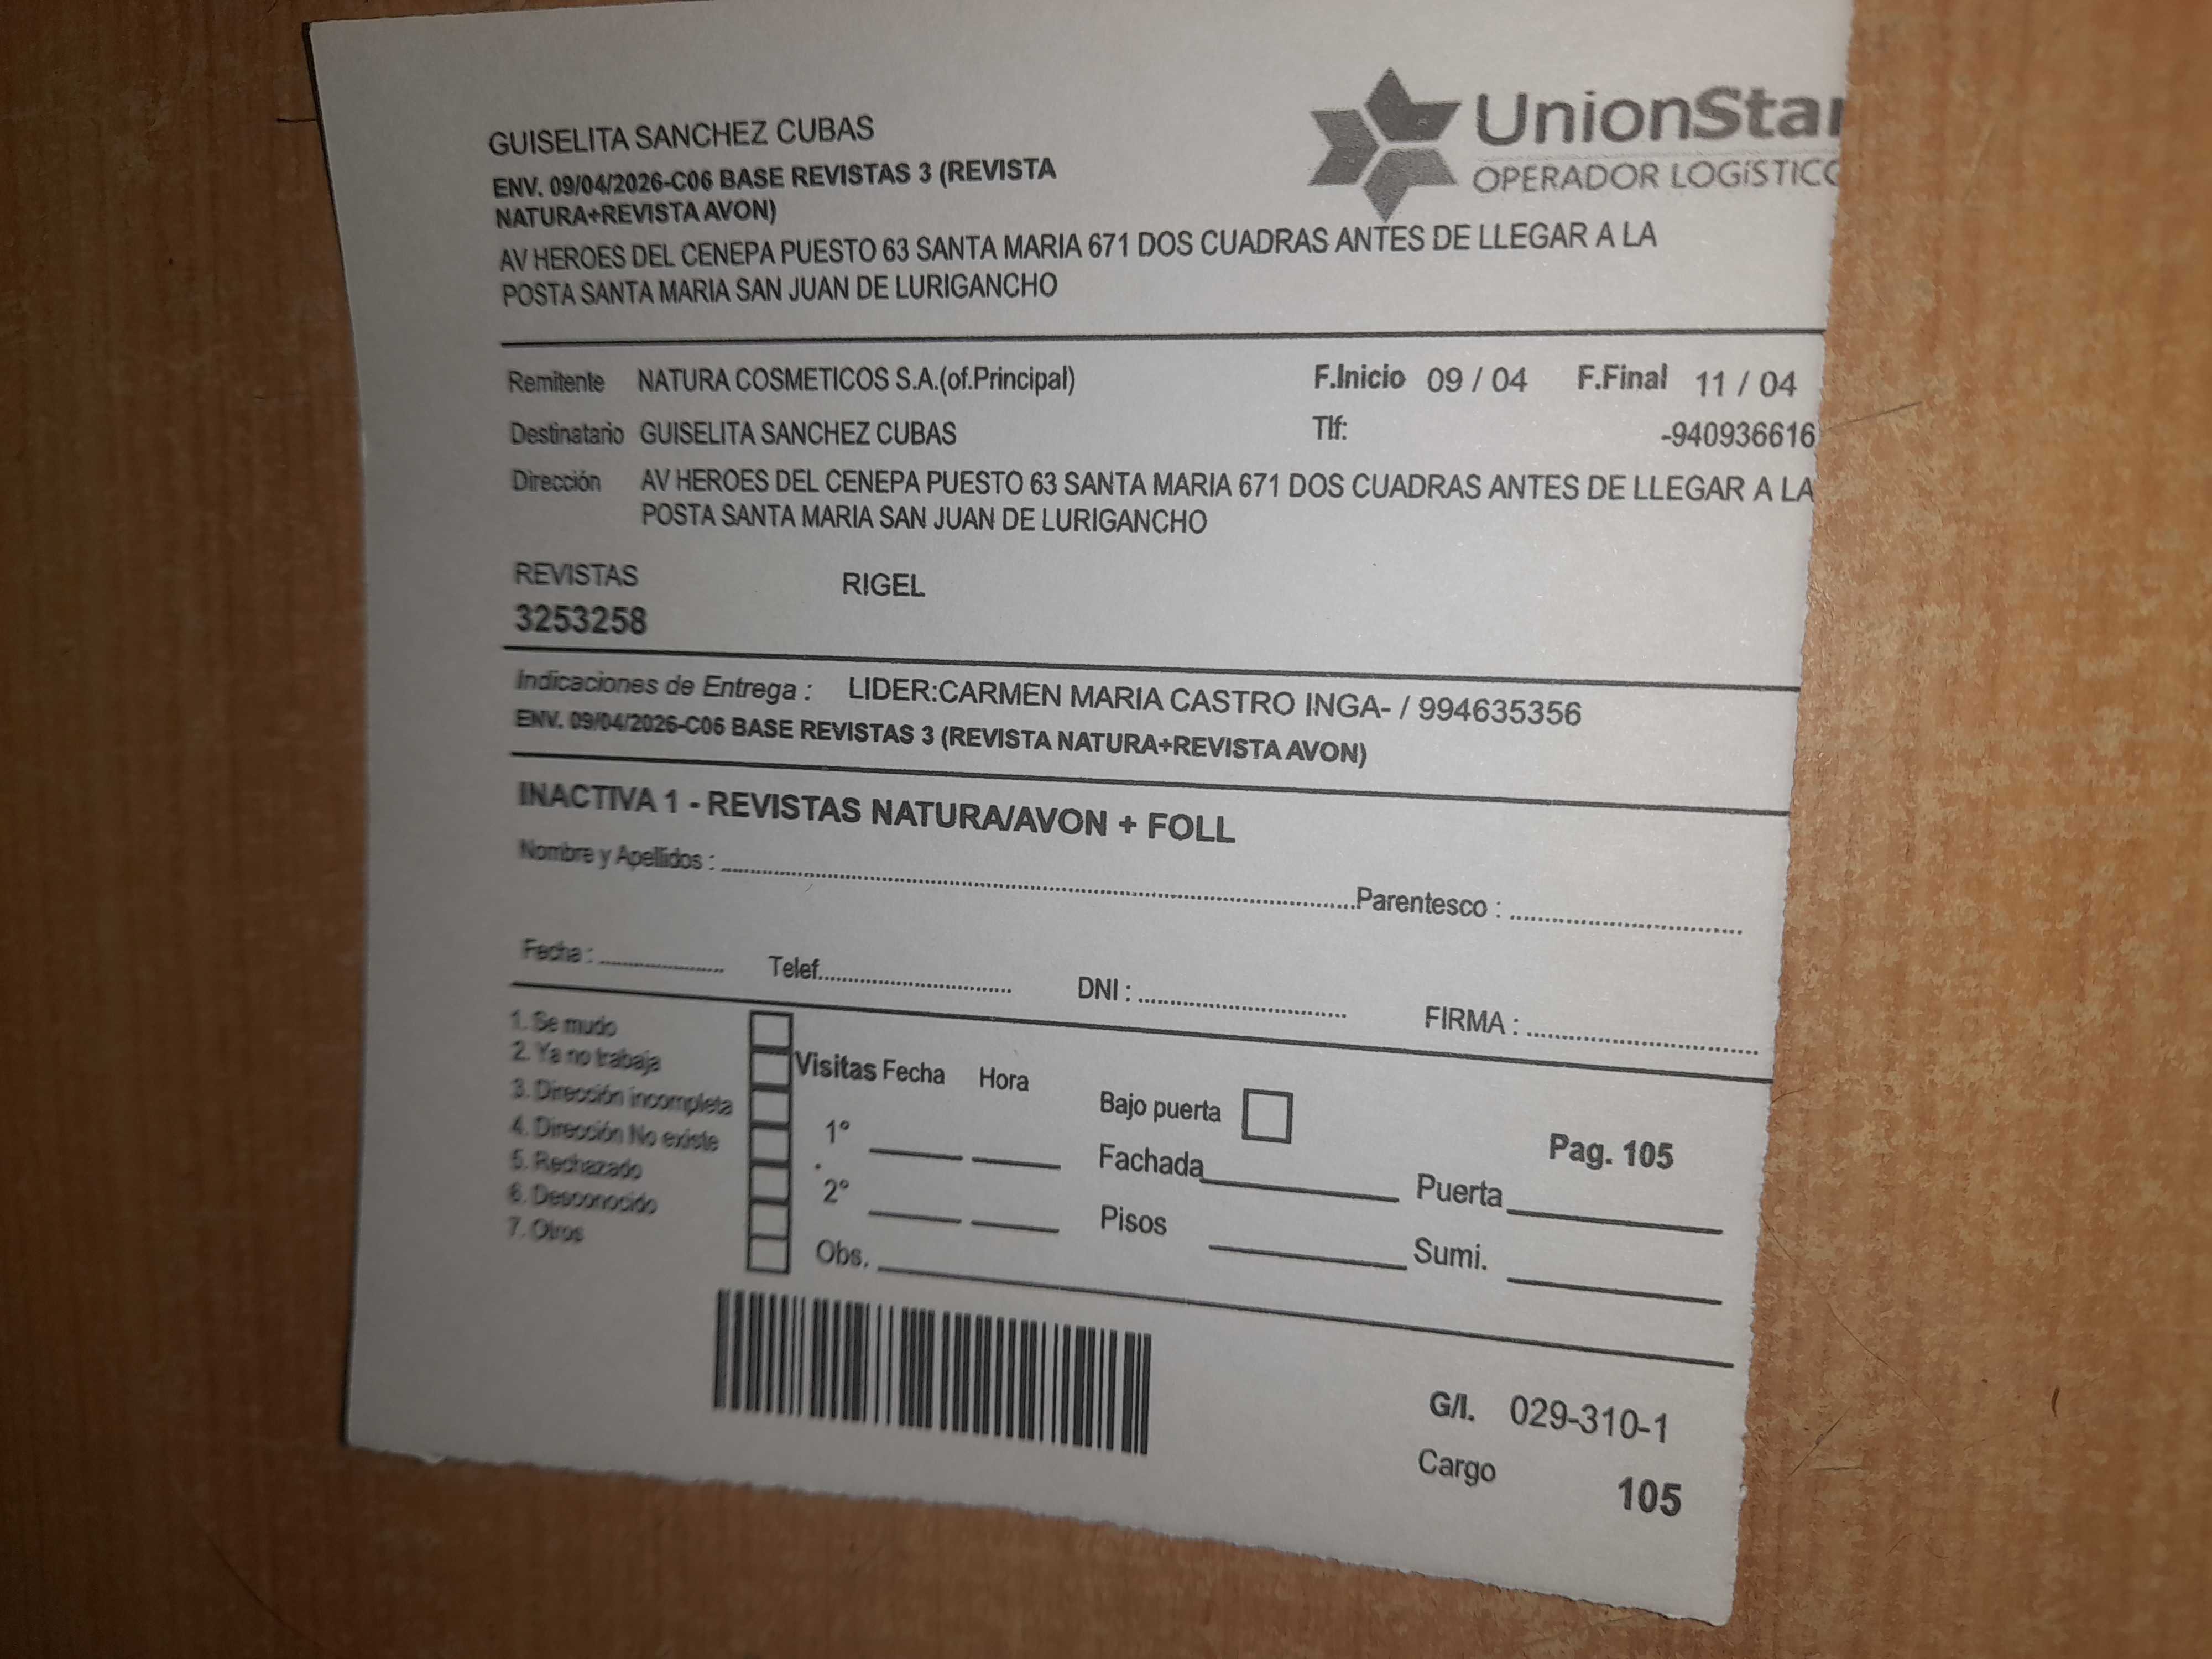 GUISELITA SANCHEZ CUBAS
ENV. 09/04/2026-C06 BASE REVISTAS 3 (REVISTA
NATURA+REVISTA AVON)
AV HEROES DEL CENEPA PUESTO 63 SANTA MARIA 671 DOS CUADRAS ANTES DE LLEGAR A LA
POSTA SANTA MARIA SAN JUAN DE LURIGANCHO
UnionStar
OPERADOR LOGÍSTICO
Remitente NATURA COSMETICOS S.A.(of.Principal) F.Inicio 09 / 04 F.Final 11 / 04
Destinatario GUISELITA SANCHEZ CUBAS Tlf: -940936616
Dirección AV HEROES DEL CENEPA PUESTO 63 SANTA MARIA 671 DOS CUADRAS ANTES DE LLEGAR A LA
POSTA SANTA MARIA SAN JUAN DE LURIGANCHO
REVISTAS RIGEL
3253258
Indicaciones de Entrega : LIDER:CARMEN MARIA CASTRO INGA- / 994635356
ENV. 09/04/2026-C06 BASE REVISTAS 3 (REVISTA NATURA+REVISTA AVON)
INACTIVA 1 - REVISTAS NATURA/AVON + FOLL
Nombre y Apellidos : Parentesco :
Fecha : Telef. DNI : FIRMA :
1. Se mudo
2. Ya no trabaja
3. Dirección incompleta
4. Dirección No existe
5. Rechazado
6. Desconocido
7. Otros
Visitas Fecha Hora
1°
2°
Obs.
Bajo puerta
Fachada Puerta
Pisos Sumi.
Pag. 105
G/I. 029-310-1
Cargo 105